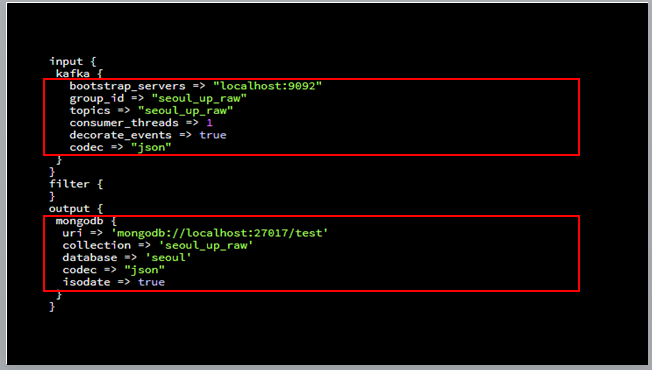 input {
kafka {
bootstrap_servers => "localhost:9092"
group_id => "seoul_up_raw"
topics => "seoul_up_raw"
consumer_threads => 1
decorate_events => true
codec => "json"
}
}
filter {
}
output {
mongodb {
uri => 'mongodb://localhost:27017/test'
collection => 'seoul_up_raw'
database => 'seoul'
codec => "json"
isodate => true
}
}